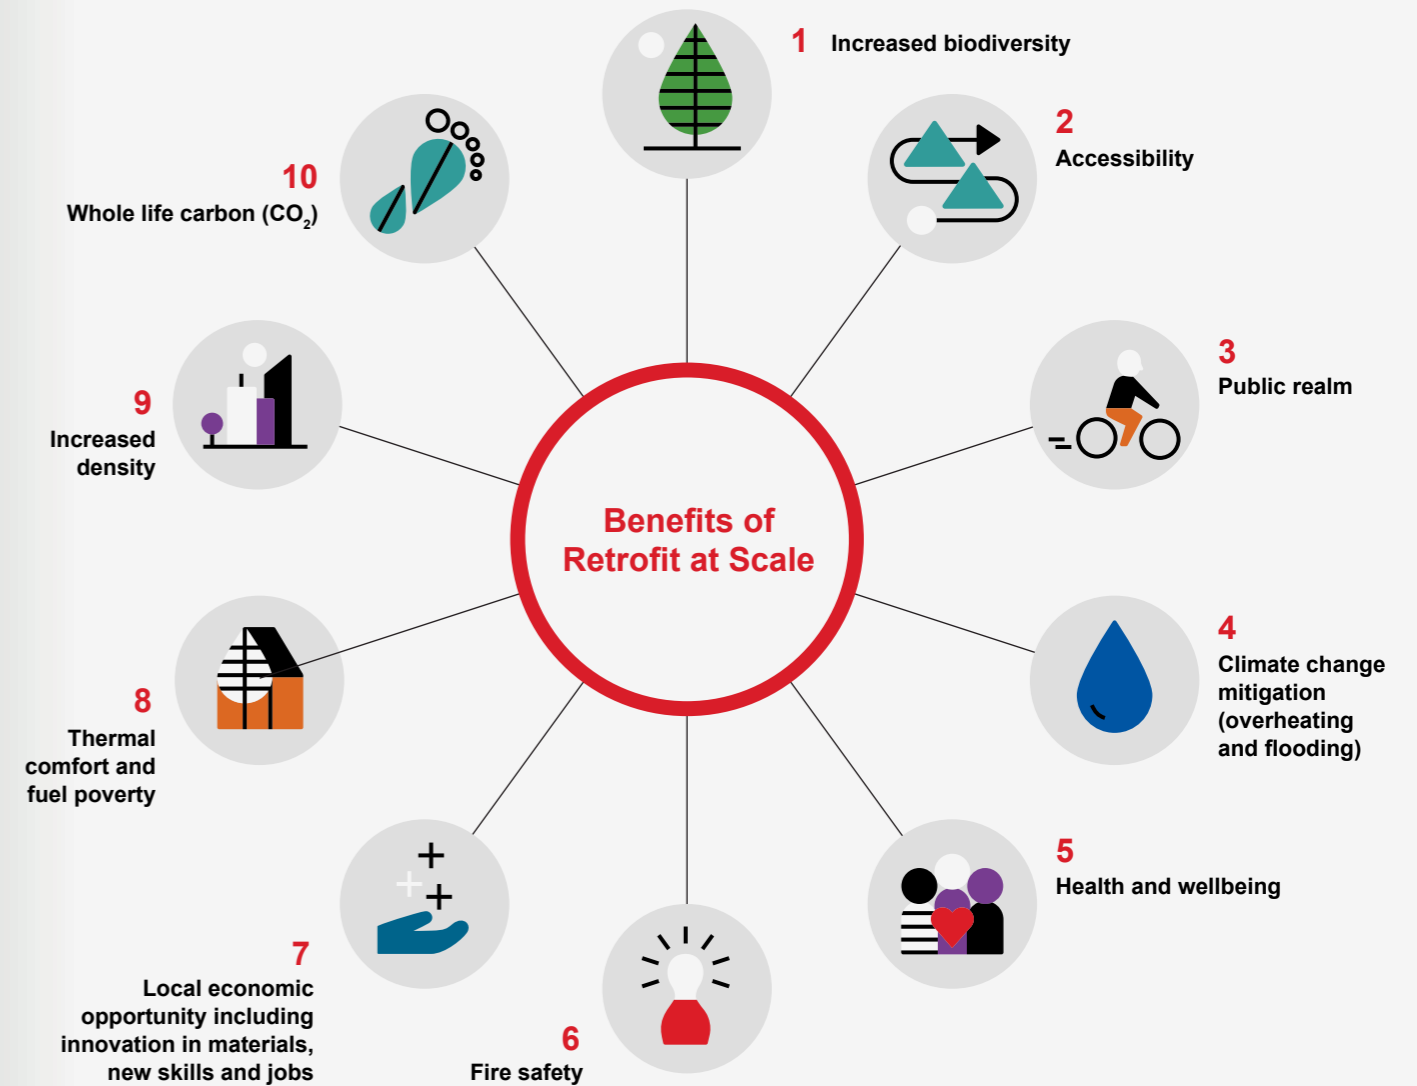 Benefits of
Retrofit at Scale
1 Increased biodiversity
2
Accessibility
3
Public realm
4
Climate change
mitigation
(overheating
and flooding)
5
Health and wellbeing
6
Fire safety
7
Local economic
opportunity including
innovation in materials,
new skills and jobs
8
Thermal
comfort and
fuel poverty
9
Increased
density
10
Whole life carbon (CO₂)